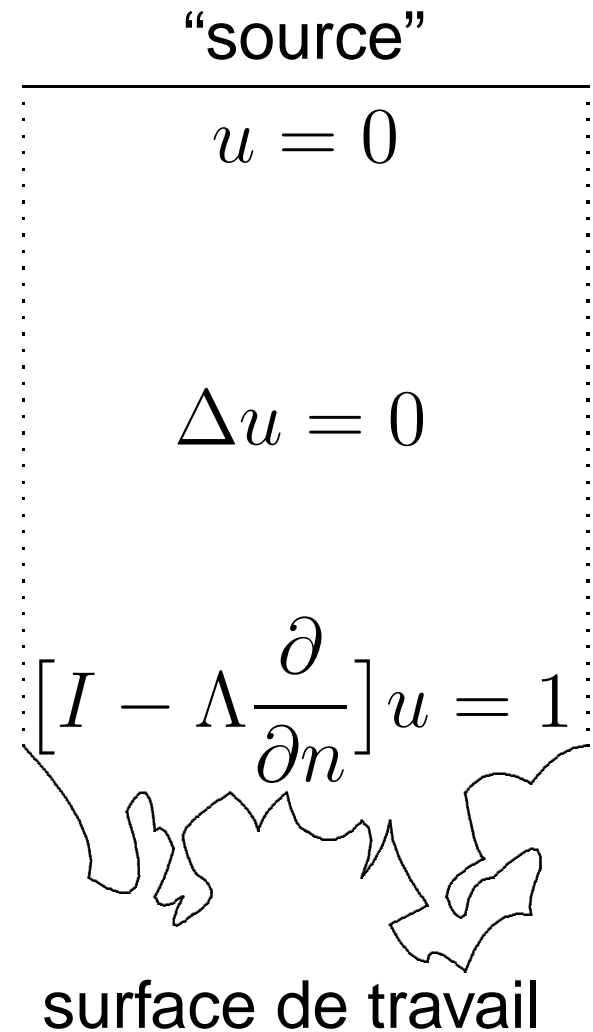 “source”
u = 0
Δu = 0
[I − Λ ∂/∂n]u = 1
surface de travail